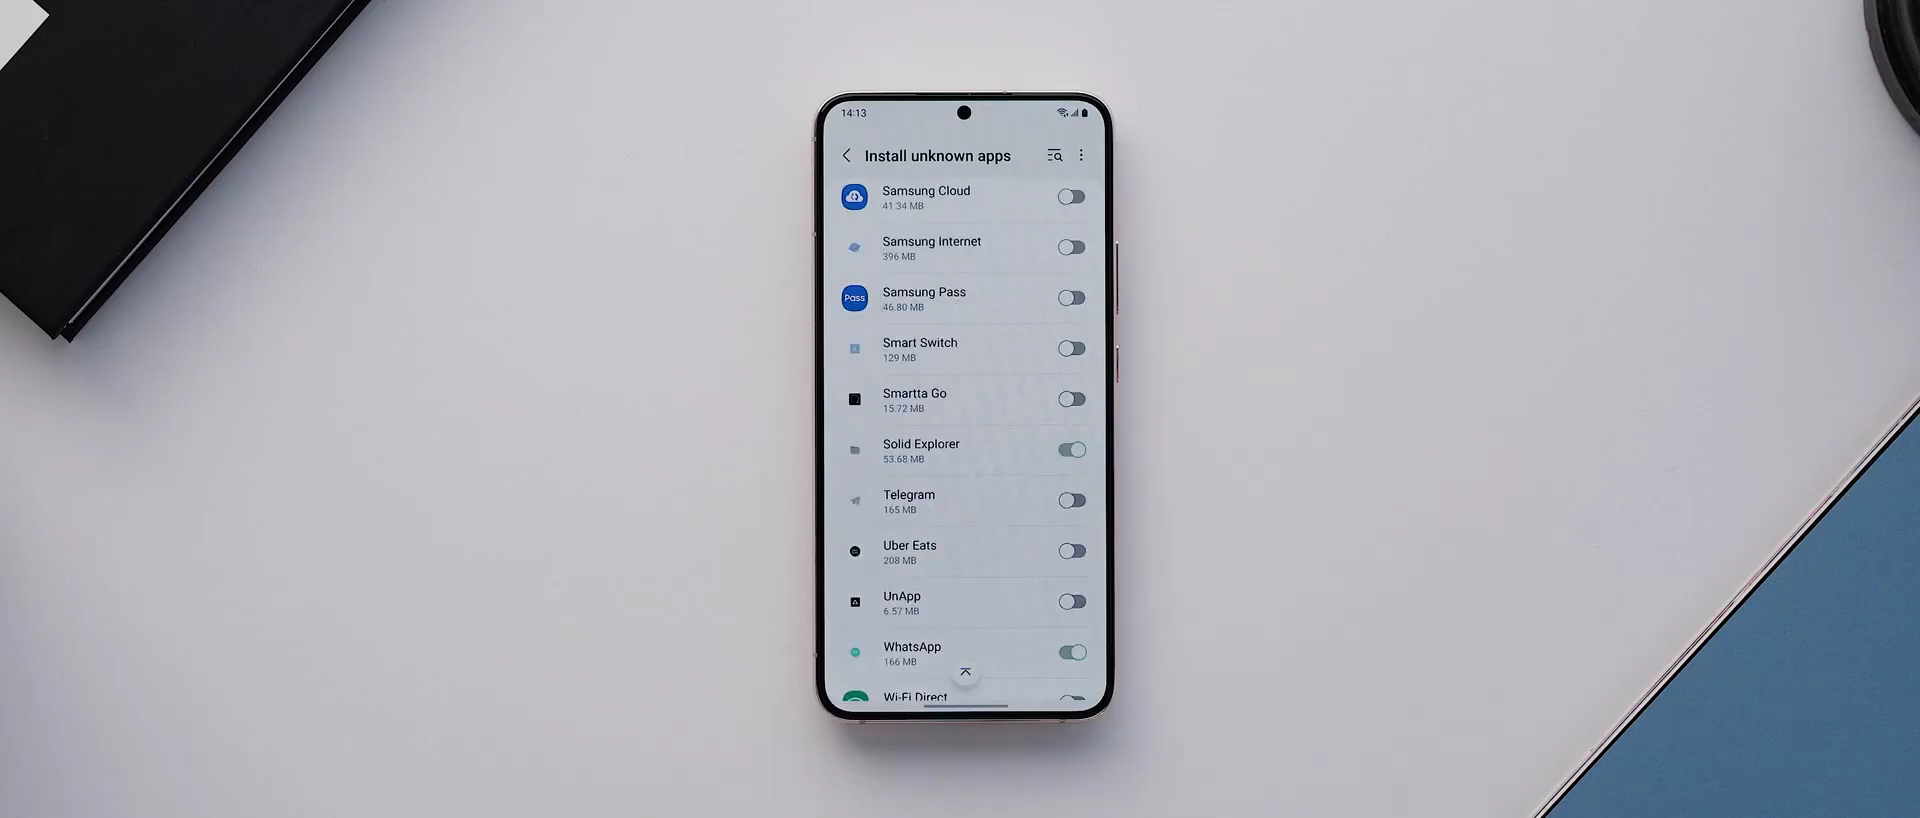 14:13
Install unknown apps
Samsung Cloud
41.34 MB
Samsung Internet
396 MB
Pass
Samsung Pass
46.80 MB
Smart Switch
129 MB
Smartta Go
15.72 MB
Solid Explorer
53.68 MB
Telegram
165 MB
Uber Eats
208 MB
UnApp
6.57 MB
WhatsApp
166 MB
Wi-Fi Direct